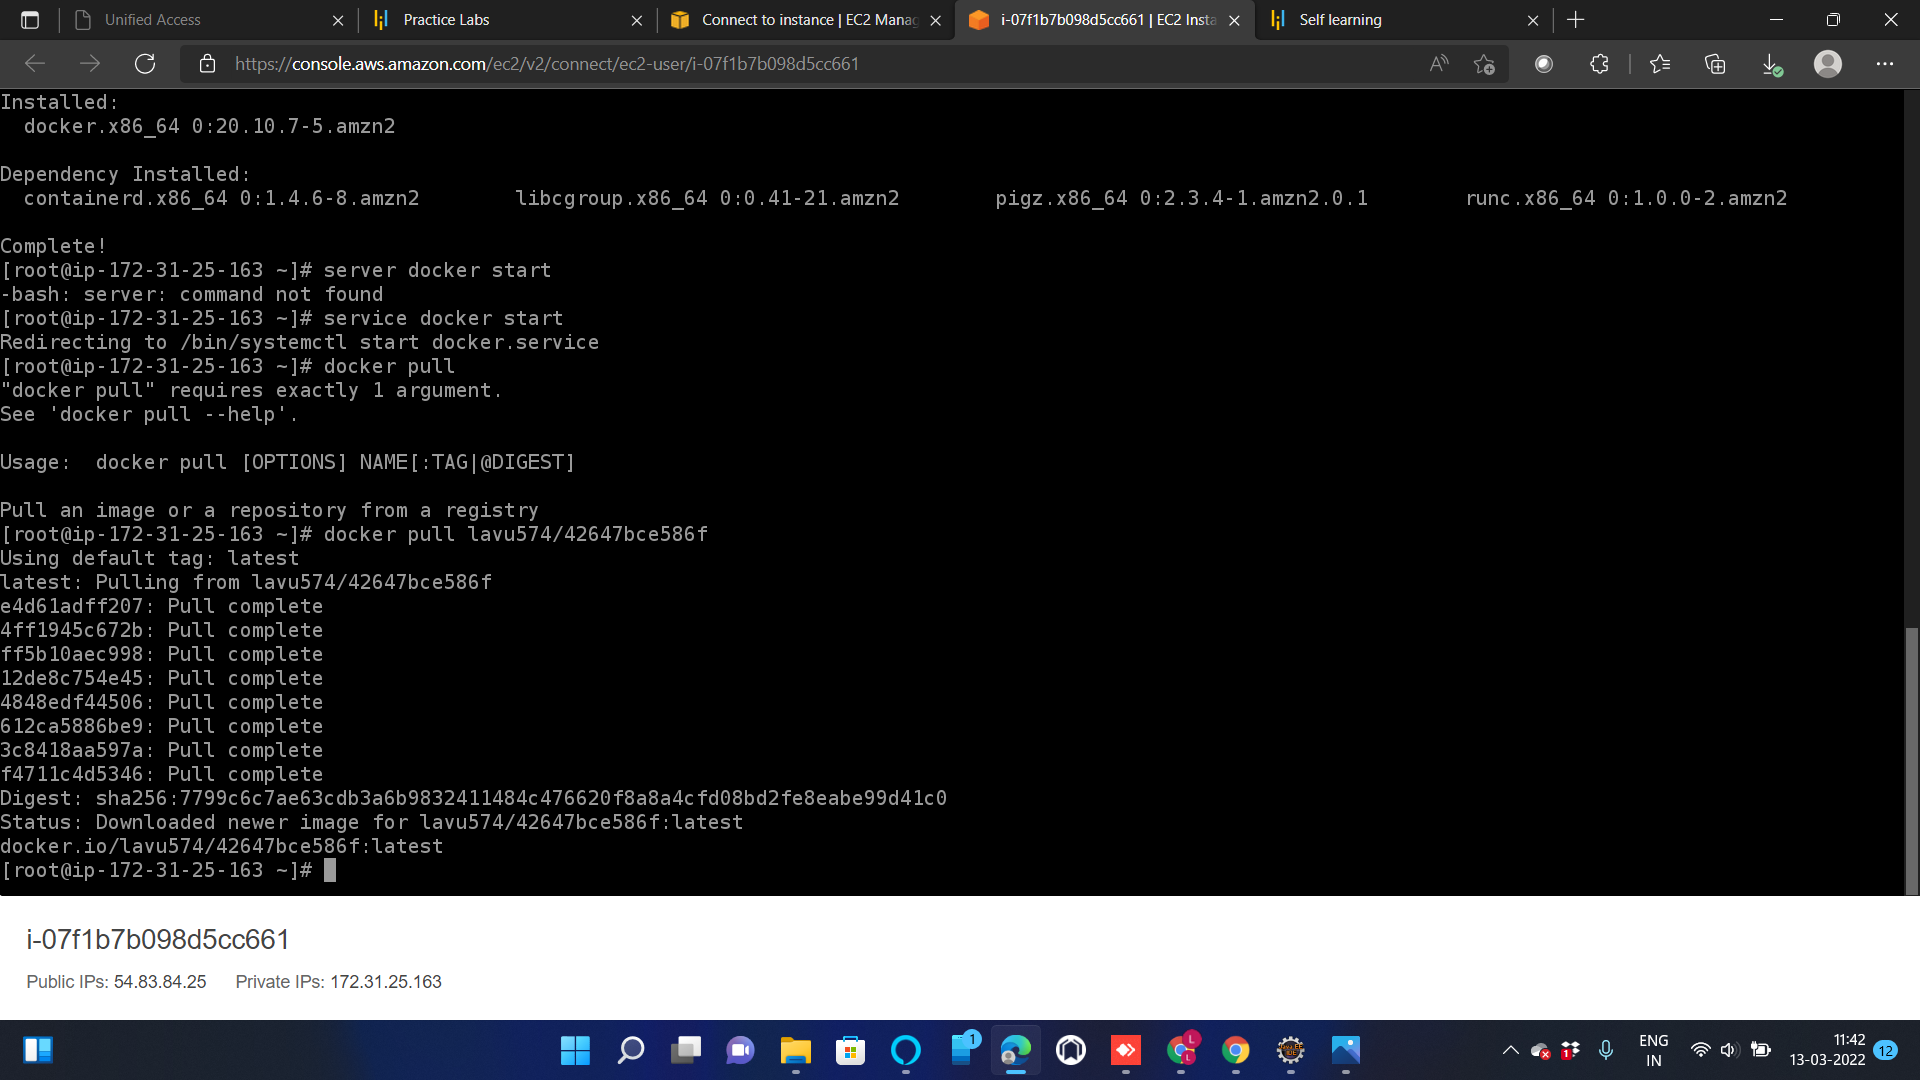 Unified Access
Practice Labs
Connect to instance | EC2 Manag
i-07f1b7b098d5cc661 | EC2 Insta
Self learning
https://console.aws.amazon.com/ec2/v2/connect/ec2-user/i-07f1b7b098d5cc661
Installed:
docker.x86_64 0:20.10.7-5.amzn2
Dependency Installed:
containerd.x86_64 0:1.4.6-8.amzn2 libcgroup.x86_64 0:0.41-21.amzn2 pigz.x86_64 0:2.3.4-1.amzn2.0.1 runc.x86_64 0:1.0.0-2.amzn2
Complete!
[root@ip-172-31-25-163 ~]# server docker start
-bash: server: command not found
[root@ip-172-31-25-163 ~]# service docker start
Redirecting to /bin/systemctl start docker.service
[root@ip-172-31-25-163 ~]# docker pull
"docker pull" requires exactly 1 argument.
See 'docker pull --help'.
Usage:  docker pull [OPTIONS] NAME[:TAG|@DIGEST]
Pull an image or a repository from a registry
[root@ip-172-31-25-163 ~]# docker pull lavu574/42647bce586f
Using default tag: latest
latest: Pulling from lavu574/42647bce586f
e4d61adff207: Pull complete
4ff1945c672b: Pull complete
ff5b10aec998: Pull complete
12de8c754e45: Pull complete
4848edf44506: Pull complete
612ca5886be9: Pull complete
3c8418aa597a: Pull complete
f4711c4d5346: Pull complete
Digest: sha256:7799c6c7ae63cdb3a6b9832411484c476620f8a8a4cfd08bd2fe8eabe99d41c0
Status: Downloaded newer image for lavu574/42647bce586f:latest
docker.io/lavu574/42647bce586f:latest
[root@ip-172-31-25-163 ~]#
i-07f1b7b098d5cc661
Public IPs: 54.83.84.25 Private IPs: 172.31.25.163
1
L
L
1
ENG
IN
11:42
13-03-2022
12